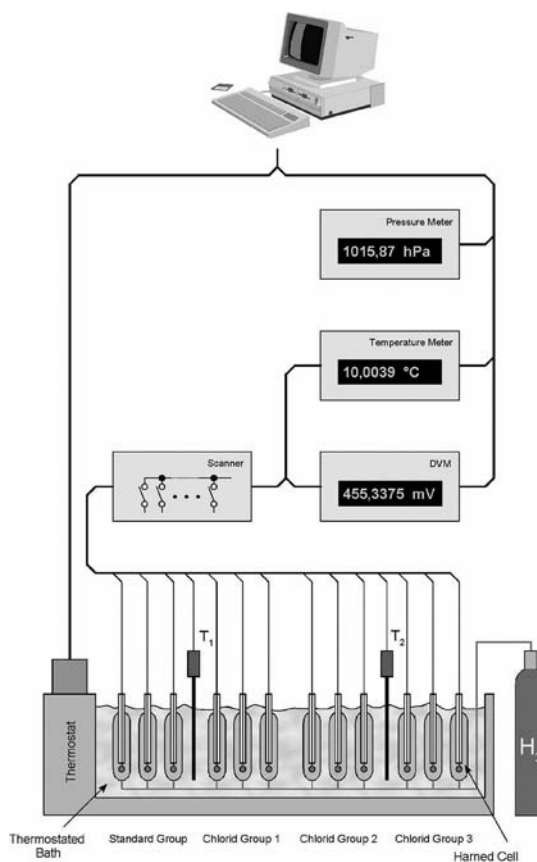 Pressure Meter
1015,87 hPa
Temperature Meter
10,0039 °C
Scanner
DVM
455,3375 mV
T1
T2
Thermostat
H
Thermostated
Bath
Standard Group
Chlorid Group 1
Chlorid Group 2
Chlorid Group 3
Harned Cell